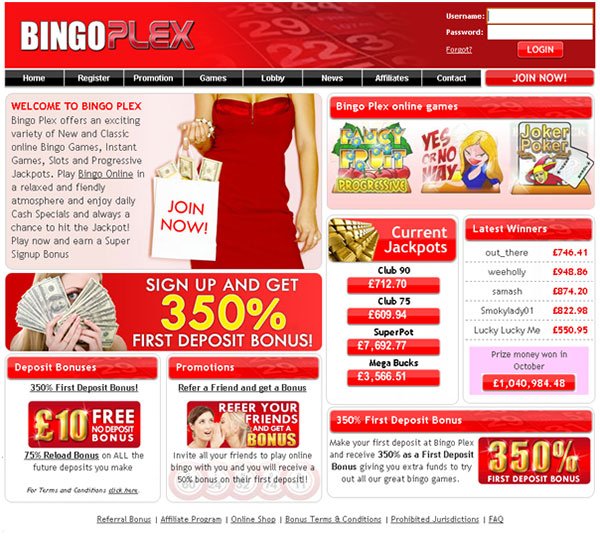 BINGOPLEX
Username:
Password:
Forgot?
LOGIN
Home
Register
Promotion
Games
Lobby
News
Affiliates
Contact
JOIN NOW!
WELCOME TO BINGO PLEX
Bingo Plex offers an exciting
variety of New and Classic
online Bingo Games, Instant
Games, Slots and Progressive
Jackpots. Play Bingo Online in
a relaxed and fiendly
atmosphere and enjoy daily
Cash Specials and always a
chance to hit the Jackpot!
Play now and earn a Super
Signup Bonus
JOIN
NOW!
Bingo Plex online games
FRUIT
PROGRESSIVE
YES
OR NO
WAY
Joker
Poker
Current
Jackpots
Club 90
£712.70
Club 75
£609.94
SuperPot
£7,692.77
Mega Bucks
£3,566.51
Latest Winners
out_there £746.41
weeholly £948.86
samash £874.20
Smokylady01 £822.98
Lucky Lucky Me £550.95
Prize money won in
October
£1,040,984.48
SIGN UP AND GET
350%
FIRST DEPOSIT BONUS!
Deposit Bonuses
350% First Deposit Bonus!
£10 FREE
NO DEPOSIT
BONUS
75% Reload Bonus on ALL the
future deposits you make
For Terms and Conditions click here.
Promotions
Refer a Friend and get a Bonus
REFER YOUR
FRIENDS
AND GET A
BONUS
Invite all your friends to play online
bingo with you and you will receive a
50% bonus on their first deposit!!
350% First Deposit Bonus
Make your first deposit at Bingo Plex
and receive 350% as a First Deposit
Bonus giving you extra funds to try
out all our great bingo games.
350%
FIRST DEPOSIT BONUS
Referral Bonus | Affiliate Program | Online Shop | Bonus Terms & Conditions | Prohibited Jurisdictions | FAQ